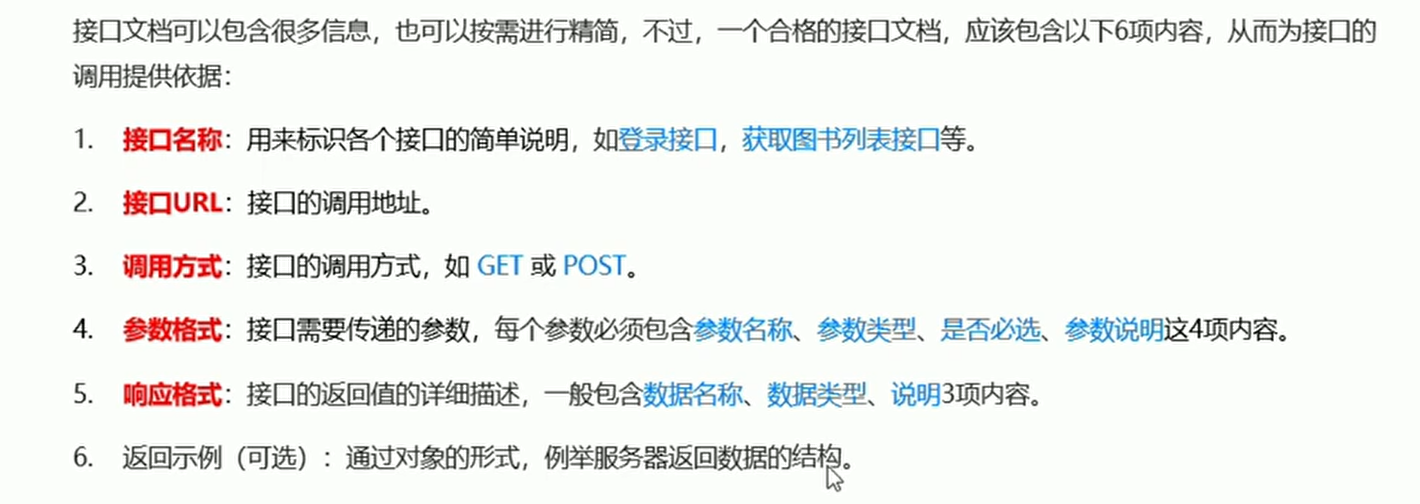 接口文档可以包含很多信息，也可以按需进行精简，不过，一个合格的接口文档，应该包含以下6项内容，从而为接口的
调用提供依据：
1. 接口名称：用来标识各个接口的简单说明，如登录接口，获取图书列表接口等。
2. 接口URL：接口的调用地址。
3. 调用方式：接口的调用方式，如 GET 或 POST。
4. 参数格式：接口需要传递的参数，每个参数必须包含参数名称、参数类型、是否必选、参数说明这4项内容。
5. 响应格式：接口的返回值的详细描述，一般包含数据名称、数据类型、说明3项内容。
6. 返回示例（可选）：通过对象的形式，例举服务器返回数据的结构。